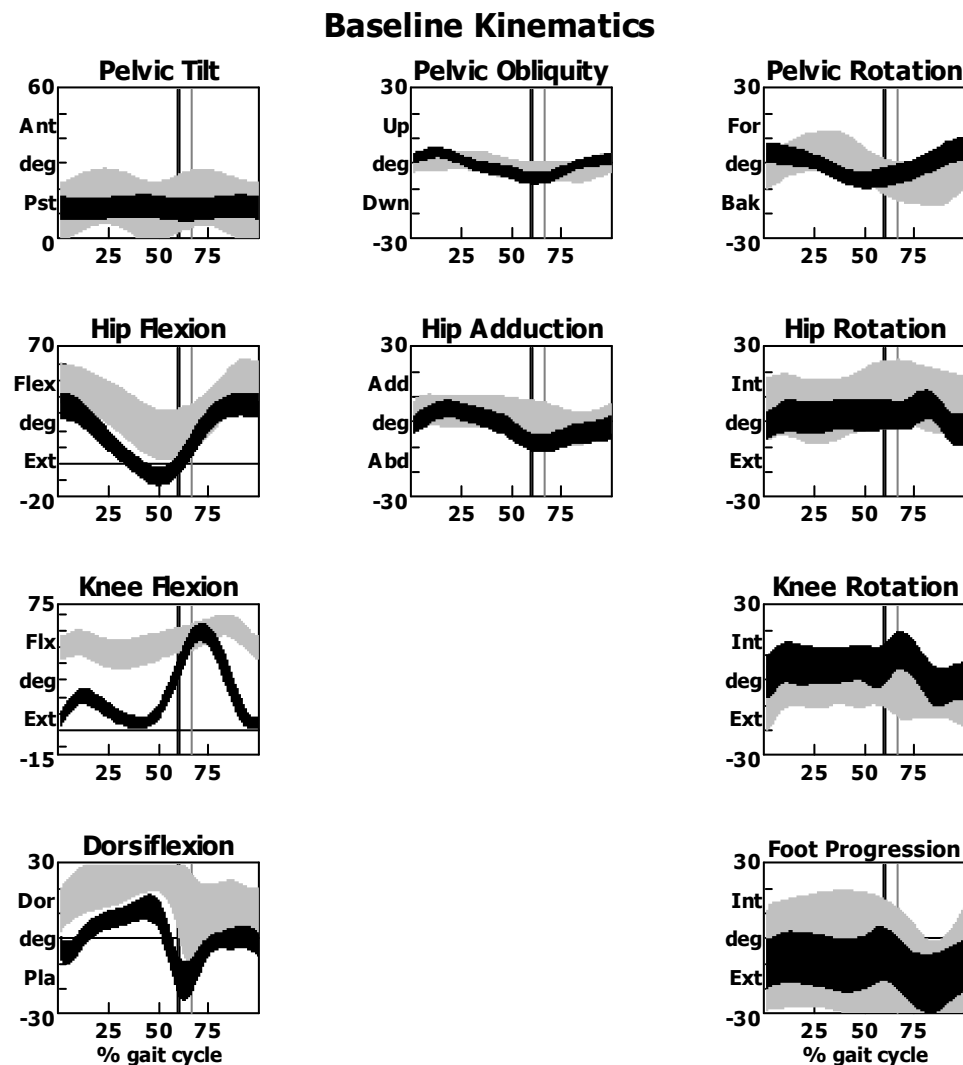 Baseline Kinematics
Pelvic Tilt
60
Ant
deg
Pst
0
25 50 75
Pelvic Obliquity
30
Up
deg
Dwn
-30
25 50 75
Pelvic Rotation
30
For
deg
Bak
-30
25 50 75
Hip Flexion
70
Flex
deg
Ext
-20
25 50 75
Hip Adduction
30
Add
deg
Abd
-30
25 50 75
Hip Rotation
30
Int
deg
Ext
-30
25 50 75
Knee Flexion
75
Flx
deg
Ext
-15
25 50 75
Knee Rotation
30
Int
deg
Ext
-30
25 50 75
Dorsiflexion
30
Dor
deg
Pla
-30
25 50 75
% gait cycle
Foot Progression
30
Int
deg
Ext
-30
25 50 75
% gait cycle